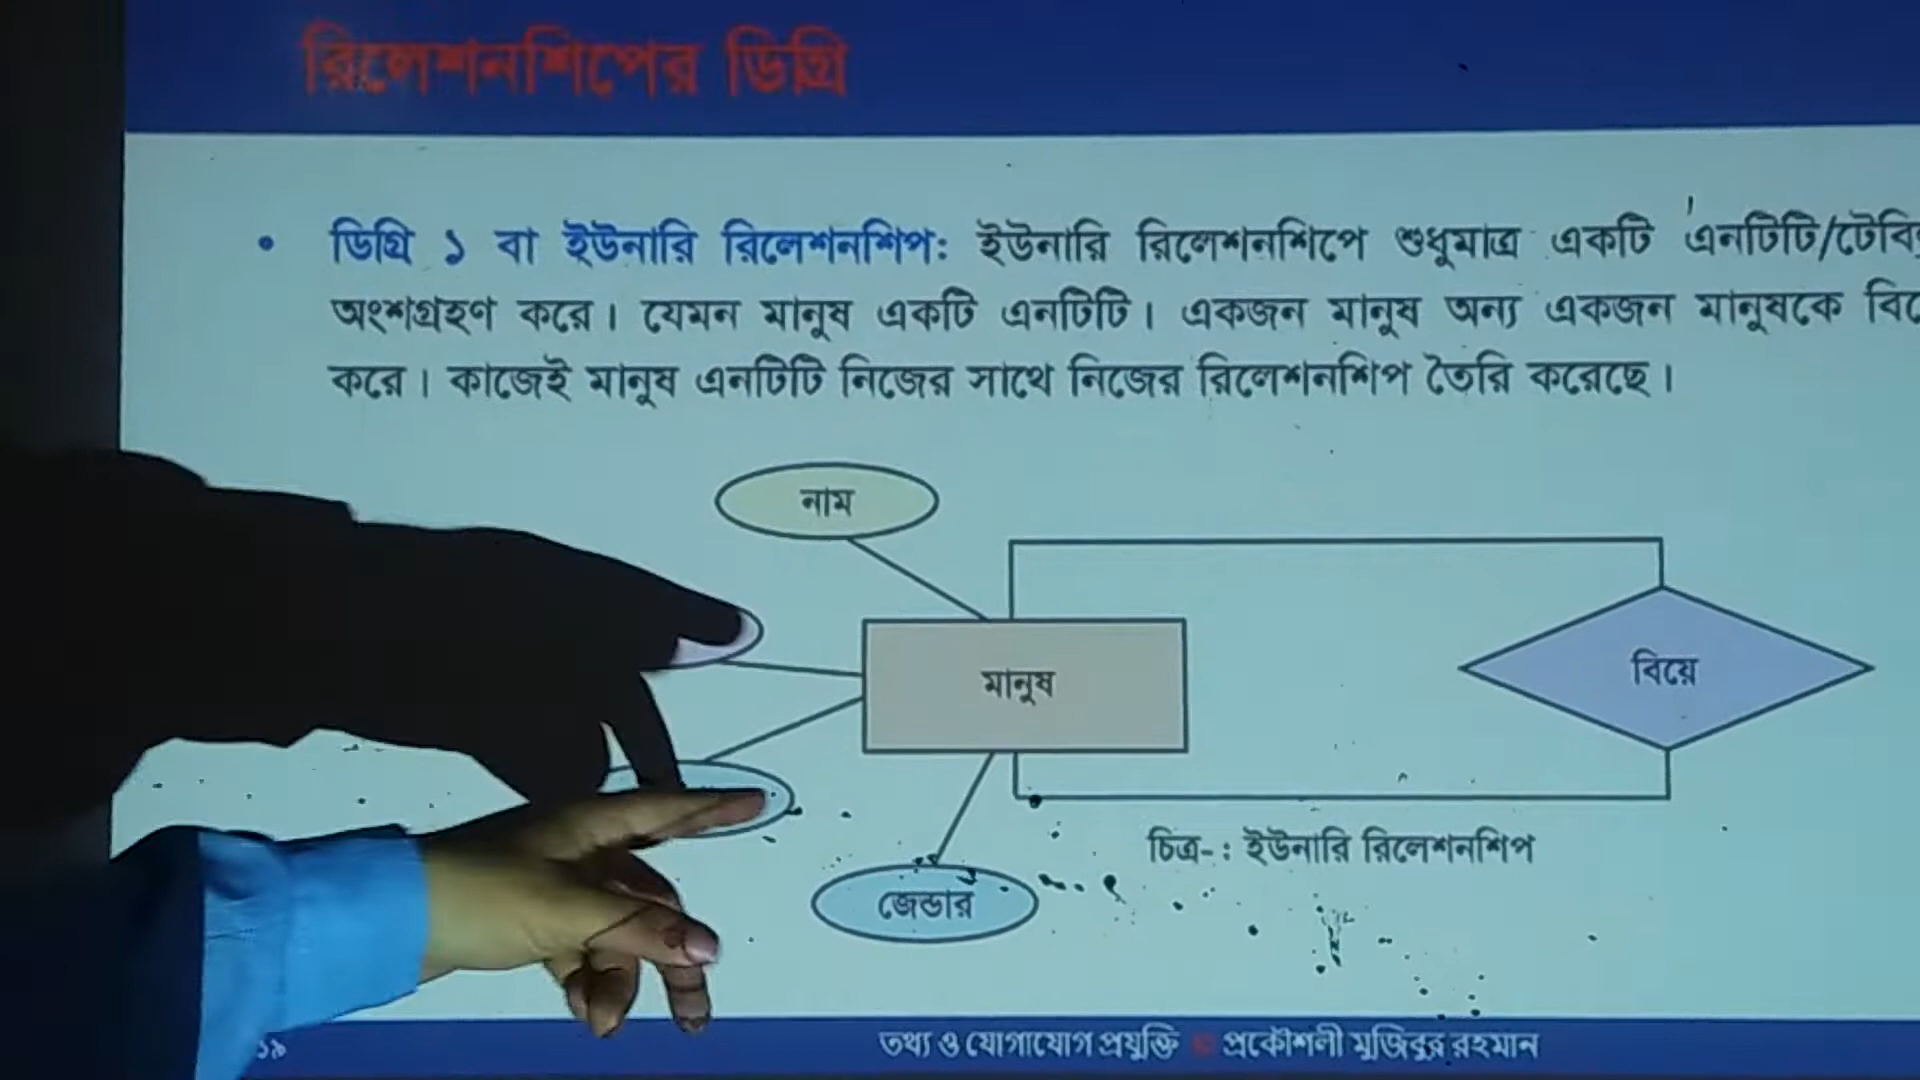 রিলেশনশিপের ডিগ্রি
• ডিগ্রি ১ বা ইউনারি রিলেশনশিপ: ইউনারি রিলেশনশিপে শুধুমাত্র একটি এনটিটি/টেবি
অংশগ্রহণ করে। যেমন মানুষ একটি এনটিটি। একজন মানুষ অন্য একজন মানুষকে বিয়ে
করে। কাজেই মানুষ এনটিটি নিজের সাথে নিজের রিলেশনশিপ তৈরি করেছে।
নাম
মানুষ
বিয়ে
চিত্র-: ইউনারি রিলেশনশিপ
জেন্ডার
তথ্য ও যোগাযোগ প্রযুক্তি প্রকৌশলী মুজিবুর রহমান